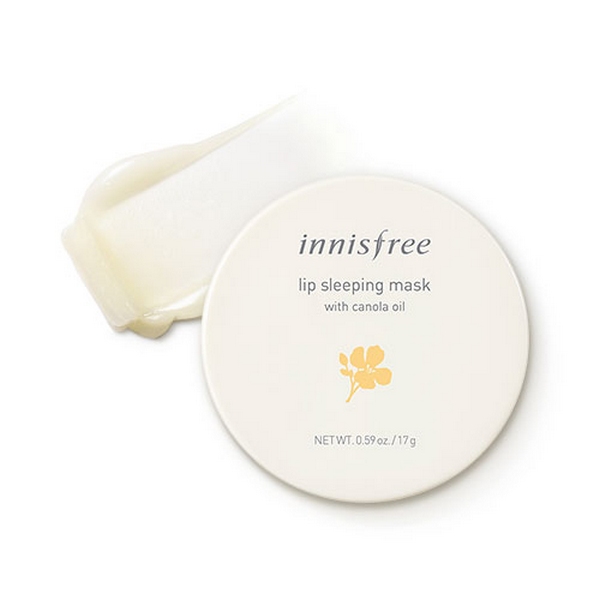 innisfree
lip sleeping mask
with canola oil
NET WT. 0.59 oz. / 17g